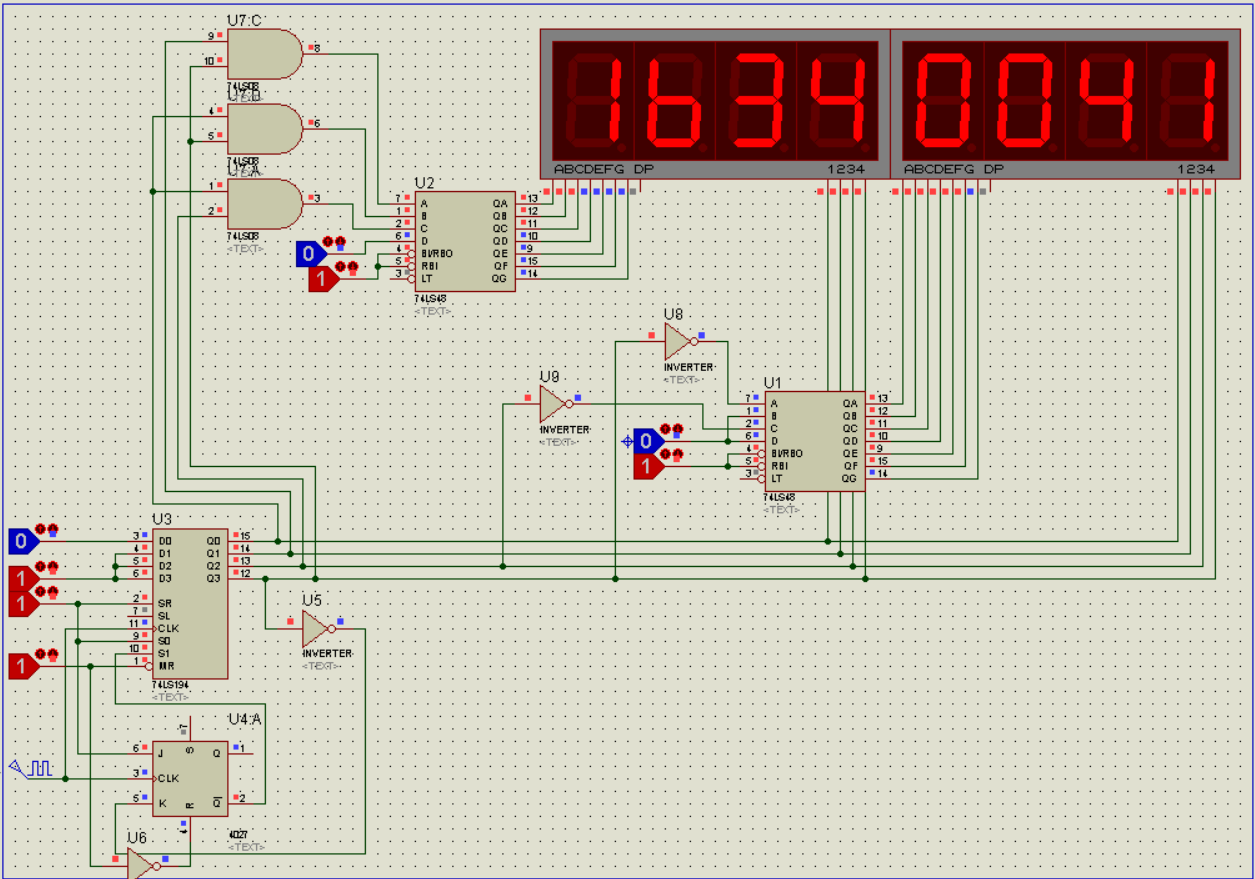 U7:C
9
8
10
74LS08
<TEXT>
U7:B
4
6
5
74LS08
<TEXT>
U7:A
1
3
2
74LS08
<TEXT>
1634
0041
ABCDEFG DP
1234
ABCDEFG DP
1234
U2
7 A QA 13
1 B QB 12
2 C QC 11
6 D QD 10
4 BI/RBO QE 9
5 RBI QF 15
3 LT QG 14
0
1
74LS48
<TEXT>
U8
INVERTER
<TEXT>
U9
INVERTER
<TEXT>
U1
7 A QA 13
1 B QB 12
2 C QC 11
6 D QD 10
4 BI/RBO QE 9
5 RBI QF 15
3 LT QG 14
0
1
74LS48
<TEXT>
U3
0
1
1
1
3 D0 Q0 15
4 D1 Q1 14
5 D2 Q2 13
6 D3 Q3 12
2 SR
7 SL
11 CLK
9 S0
10 S1
1 MR
74LS194
<TEXT>
U5
INVERTER
<TEXT>
U4:A
7
6 J S Q 1
3 CLK
5 K R Q 2
4
4027
<TEXT>
U6